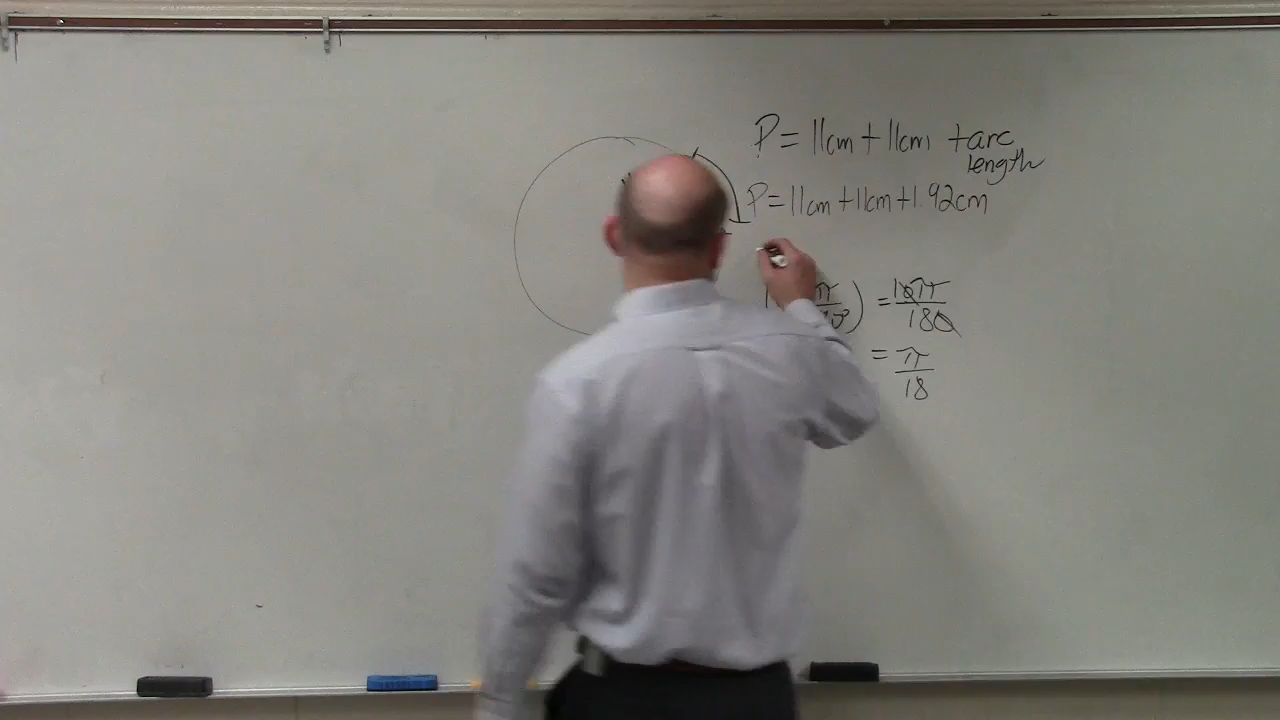 P = 11cm + 11cm + arc
length
P = 11cm + 11cm + 1.92cm
π ) = 10π
180
= π
18